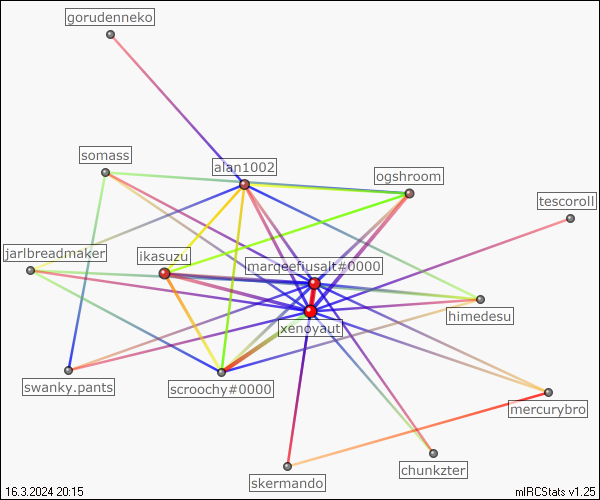 gorudenneko
somass
alan1002
ogshroom
tescoroll
jarlbreadmaker
ikasuzu
marqeefusalt#0000
himedesu
xenoyaut
swanky.pants
scroochy#0000
mercurybro
chunkzter
skermando
16.3.2024 20:15
mIRCStats v1.25